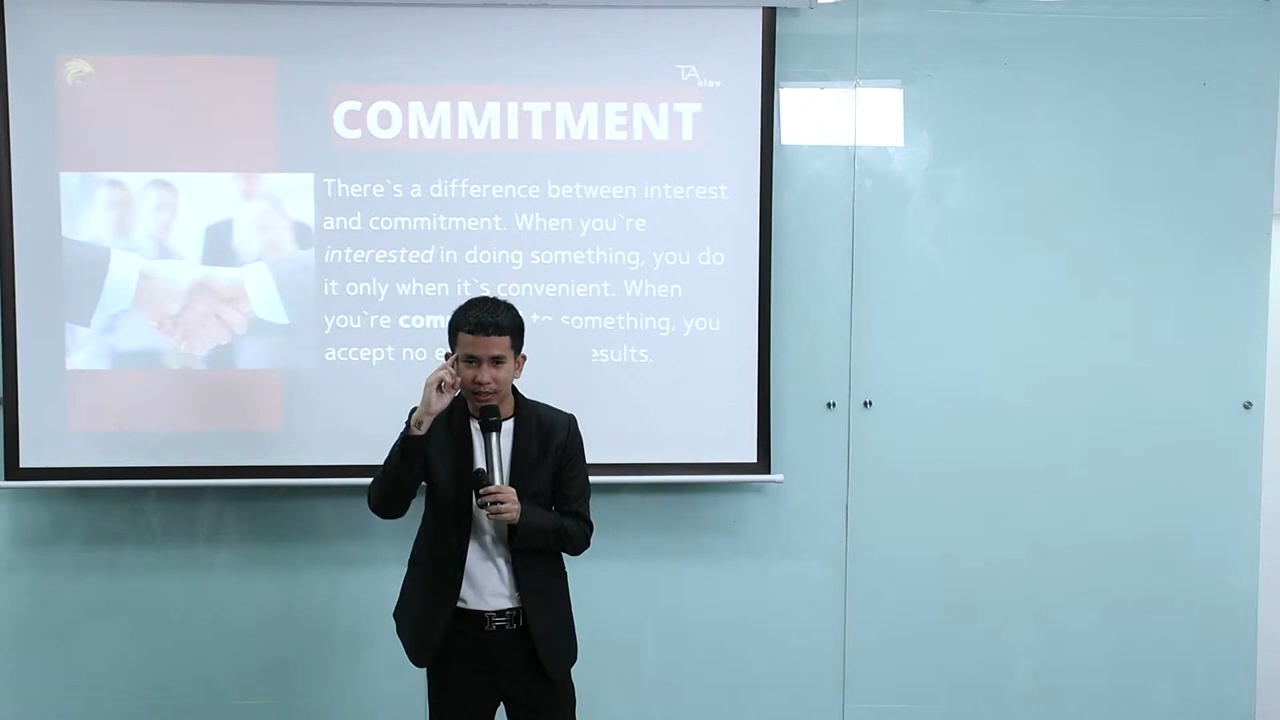 TA
COMMITMENT
There`s a difference between interest
and commitment. When you`re
interested in doing something, you do
it only when it`s convenient. When
you`re to something, you
accept no